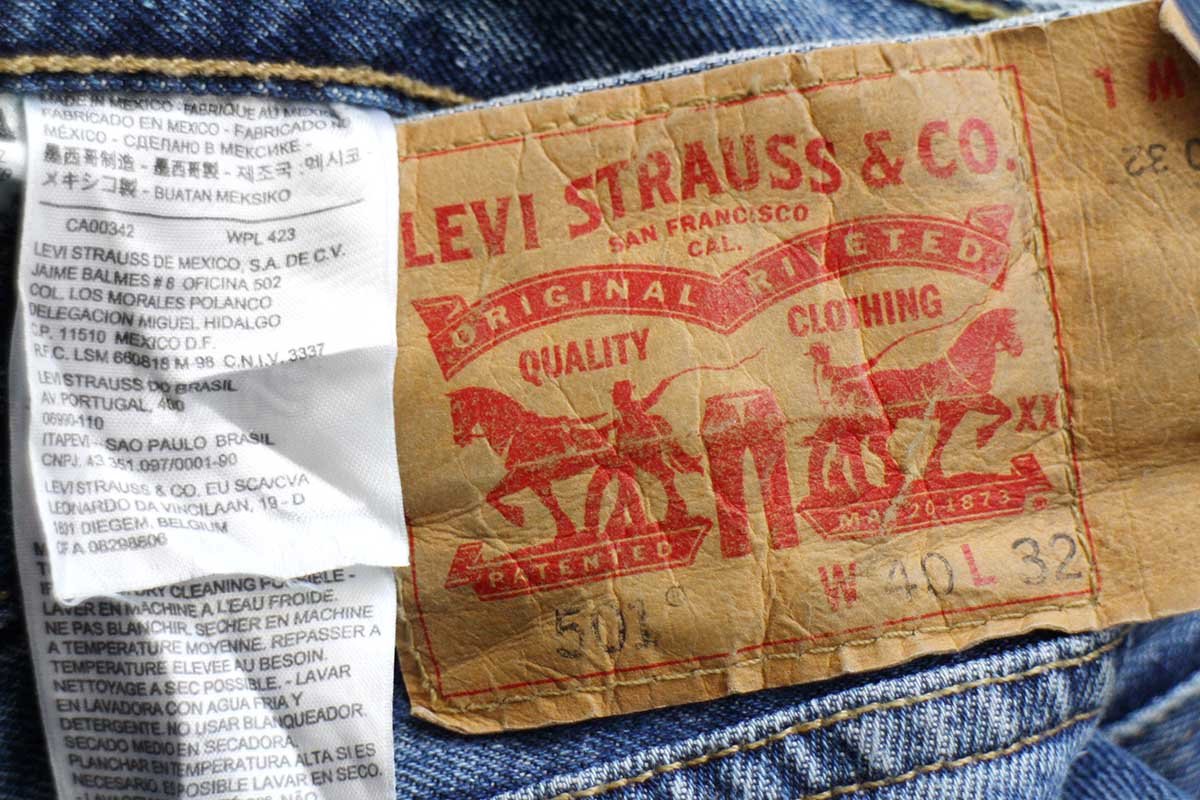 MADE IN MEXICO - FABRIQUE AU MEXIQUE
FABRICADO EN MEXICO - FABRICADO NO
MÉXICO - СДЕЛАНО В МЕКСИКЕ -
墨西哥制造 - 墨西哥製 - 제조국 :멕시코 -
メキシコ製 - BUATAN MEKSIKO
CA00342 WPL 423
LEVI STRAUSS DE MEXICO, S.A. DE C.V.
JAIME BALMES # 8 OFICINA 502
COL. LOS MORALES POLANCO
DELEGACION MIGUEL HIDALGO
C.P. 11510 MEXICO D.F.
R.F.C. LSM 660818 M-98 C.N.I.V. 3337
LEVI STRAUSS DO BRASIL
AV PORTUGAL, 400
06990-110
ITAPEVI - SAO PAULO BRASIL
CNPJ. 43.351.097/0001-90
LEVI STRAUSS & CO. EU SCA/CVA
LEONARDO DA VINCILAAN, 19 - D
1831 DIEGEM, BELGIUM
LAVER EN MACHINE A L'EAU FROIDE.
NE PAS BLANCHIR. SECHER EN MACHINE
A TEMPERATURE MOYENNE. REPASSER A
TEMPERATURE ELEVEE AU BESOIN.
NETTOYAGE A SEC POSSIBLE. - LAVAR
EN LAVADORA CON AGUA FRIA Y
DETERGENTE. NO USAR BLANQUEADOR.
SECADO MEDIO EN SECADORA.
PLANCHAR EN TEMPERATURA ALTA SI ES
NECESARIO. ES POSIBLE LAVAR EN SECO.
LEVI STRAUSS & CO.
SAN FRANCISCO
CAL.
ORIGINAL RIVETED
QUALITY CLOTHING
XX
PATENTED MAY 20 1873
501® W 40 L 32
T M
32